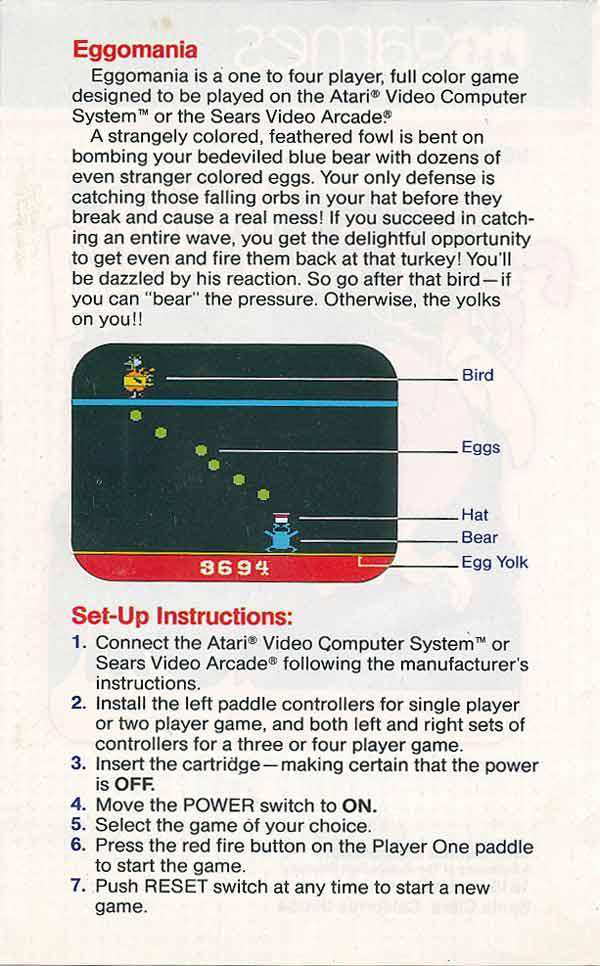 Eggomania
Eggomania is a one to four player, full color game
designed to be played on the Atari® Video Computer
System™ or the Sears Video Arcade®.
A strangely colored, feathered fowl is bent on
bombing your bedeviled blue bear with dozens of
even stranger colored eggs. Your only defense is
catching those falling orbs in your hat before they
break and cause a real mess! If you succeed in catch-
ing an entire wave, you get the delightful opportunity
to get even and fire them back at that turkey! You'll
be dazzled by his reaction. So go after that bird—if
you can "bear" the pressure. Otherwise, the yolks
on you!!
Bird
Eggs
Hat
Bear
Egg Yolk
3694
Set-Up Instructions:
1. Connect the Atari® Video Computer System™ or
Sears Video Arcade® following the manufacturer's
instructions.
2. Install the left paddle controllers for single player
or two player game, and both left and right sets of
controllers for a three or four player game.
3. Insert the cartridge—making certain that the power
is OFF.
4. Move the POWER switch to ON.
5. Select the game of your choice.
6. Press the red fire button on the Player One paddle
to start the game.
7. Push RESET switch at any time to start a new
game.